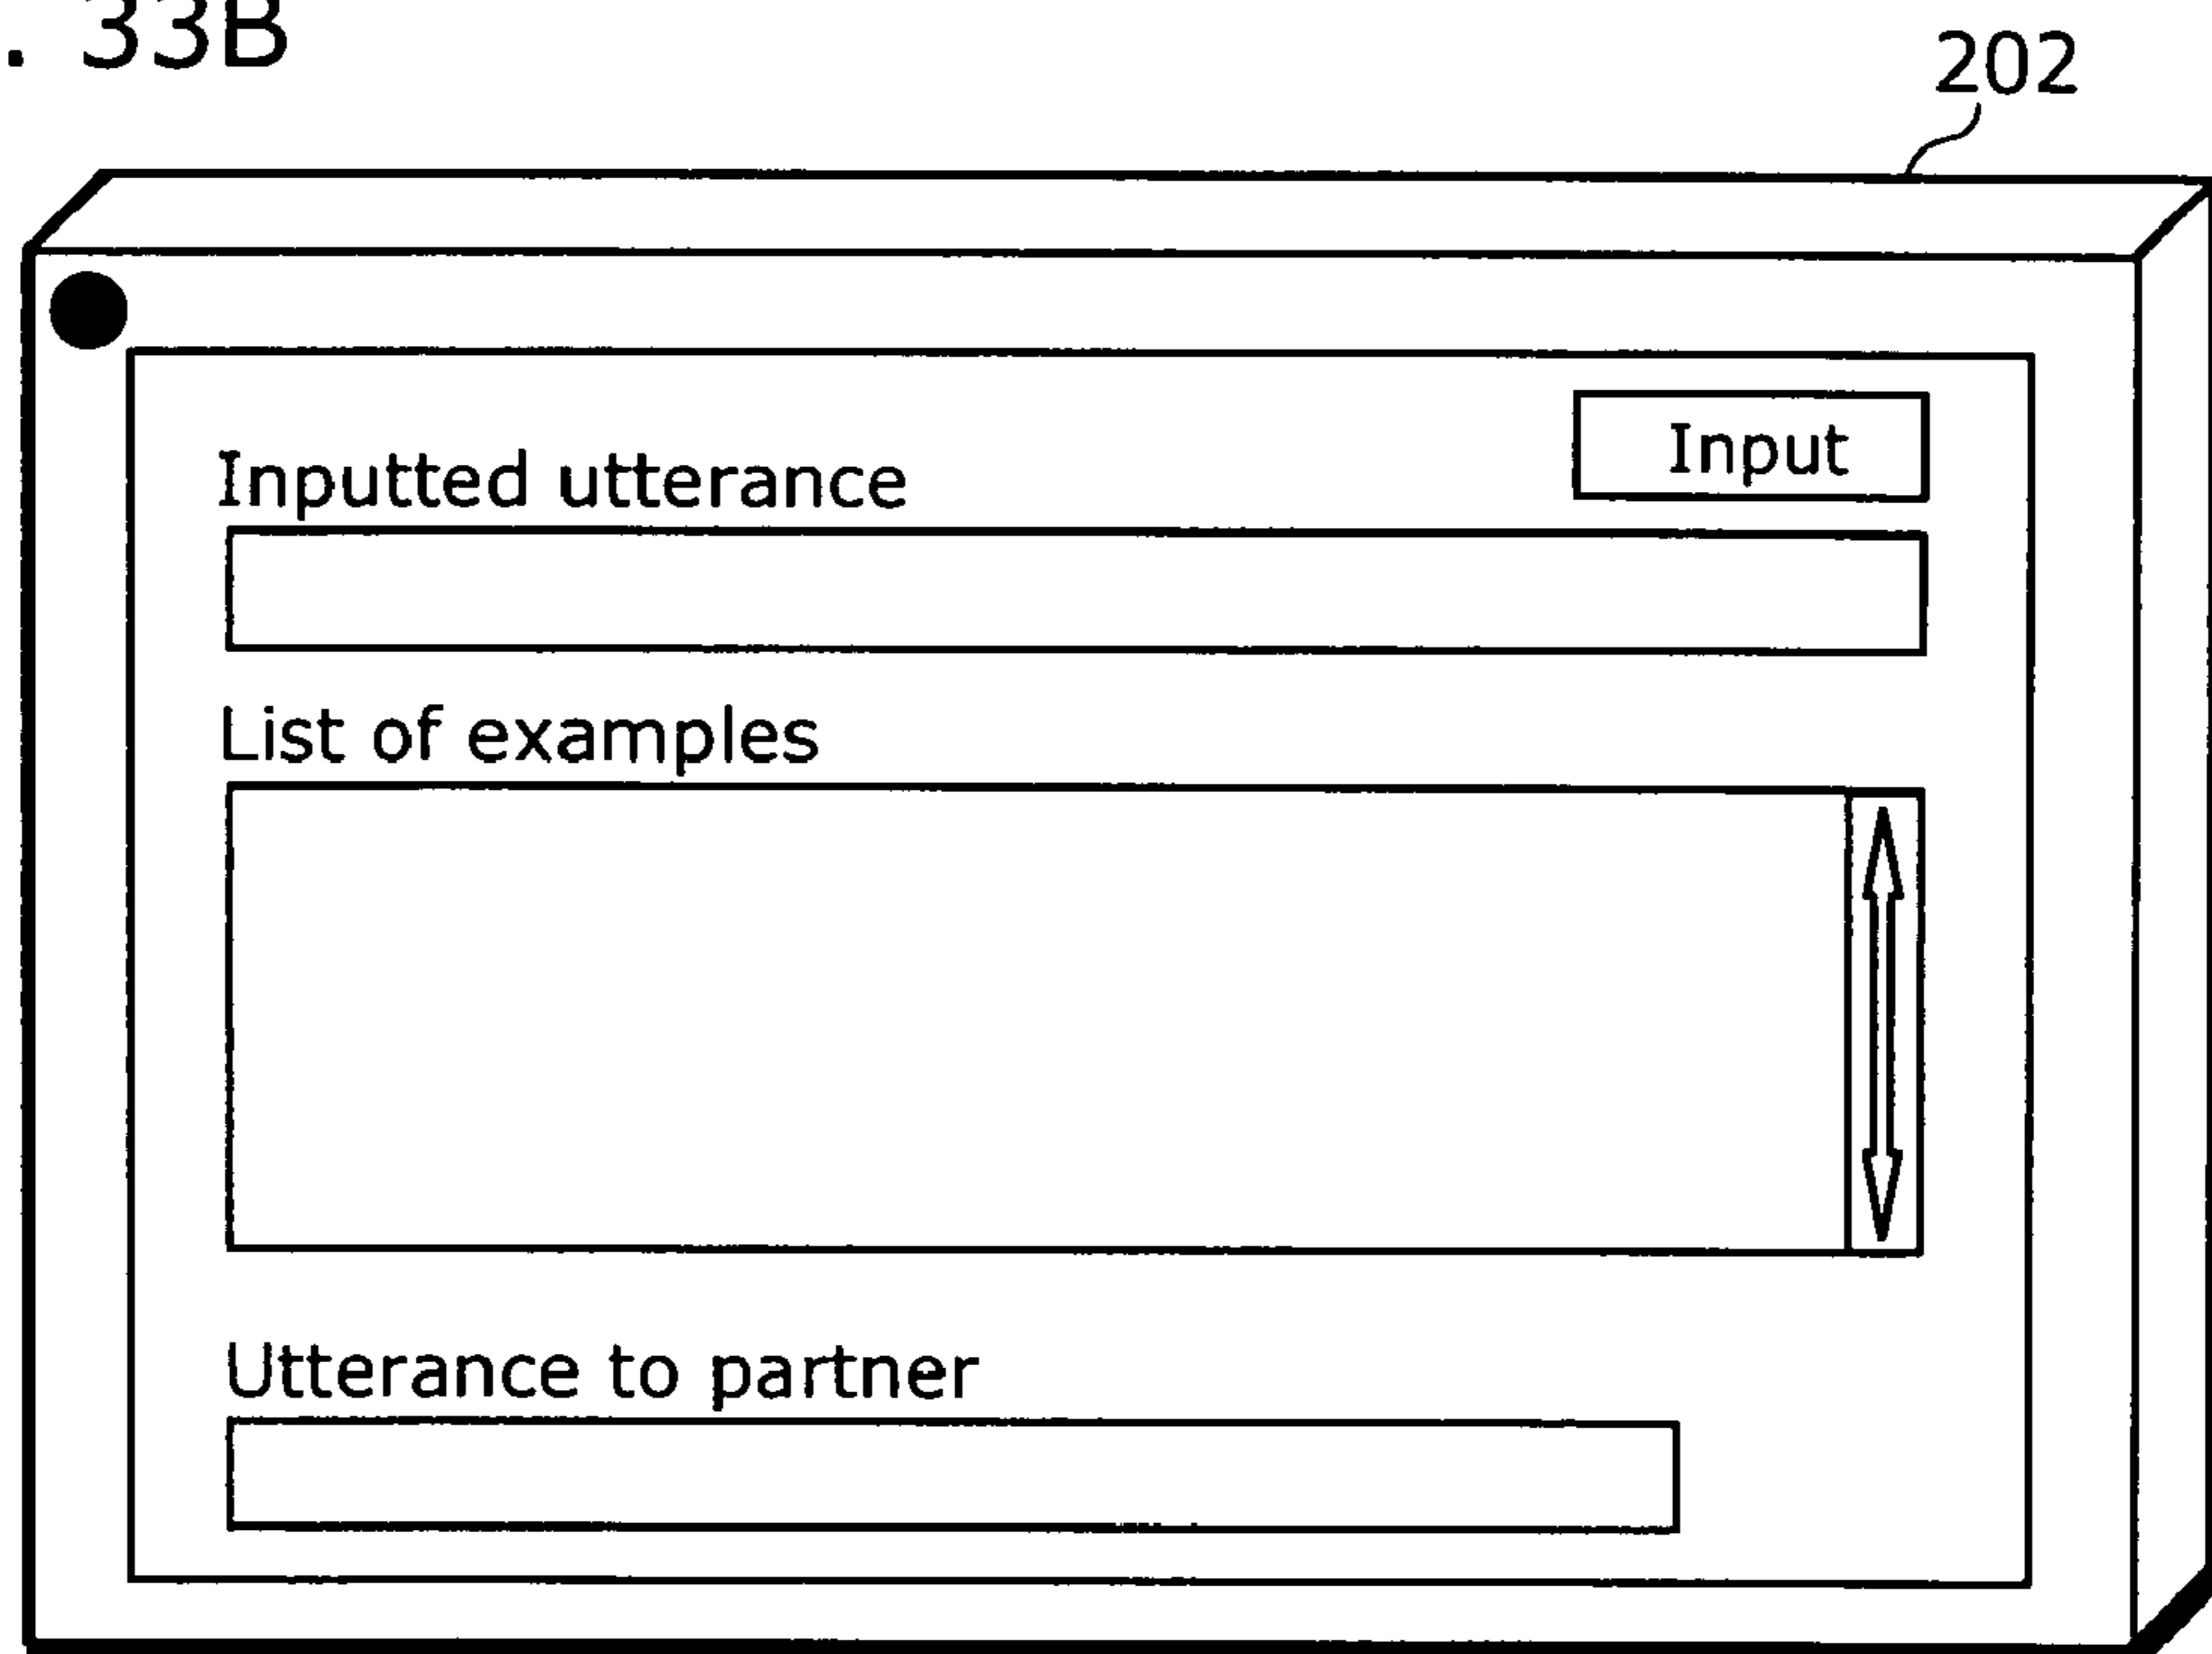 . 33B
202
Input
Inputted utterance
List of examples
Utterance to partner